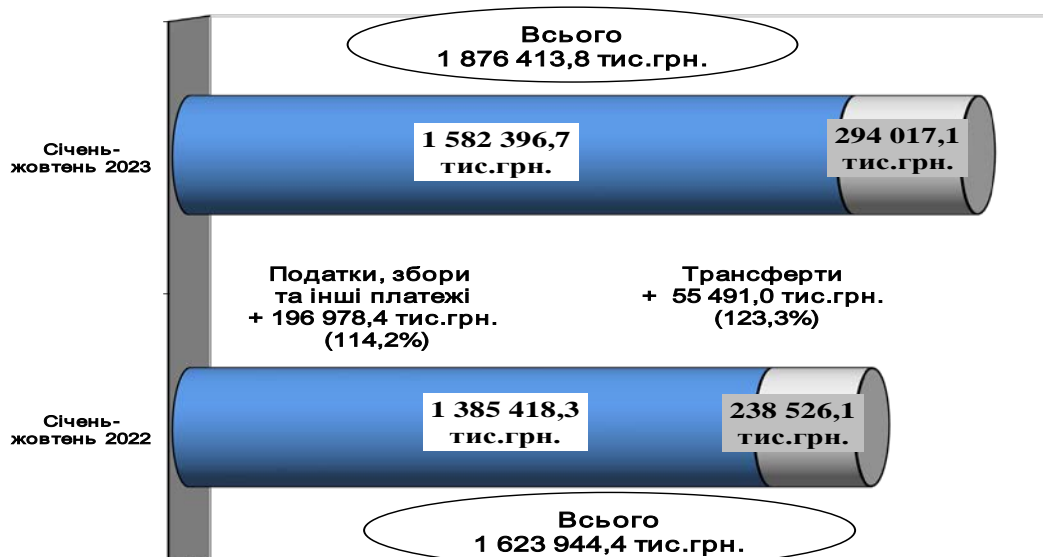 Всього
1 876 413,8 тис.грн.
Січень-
жовтень 2023
1 582 396,7
тис.грн.
294 017,1
тис.грн.
Податки, збори
та інші платежі
+ 196 978,4 тис.грн.
(114,2%)
Трансферти
+ 55 491,0 тис.грн.
(123,3%)
Січень-
жовтень 2022
1 385 418,3
тис.грн.
238 526,1
тис.грн.
Всього
1 623 944,4 тис.грн.